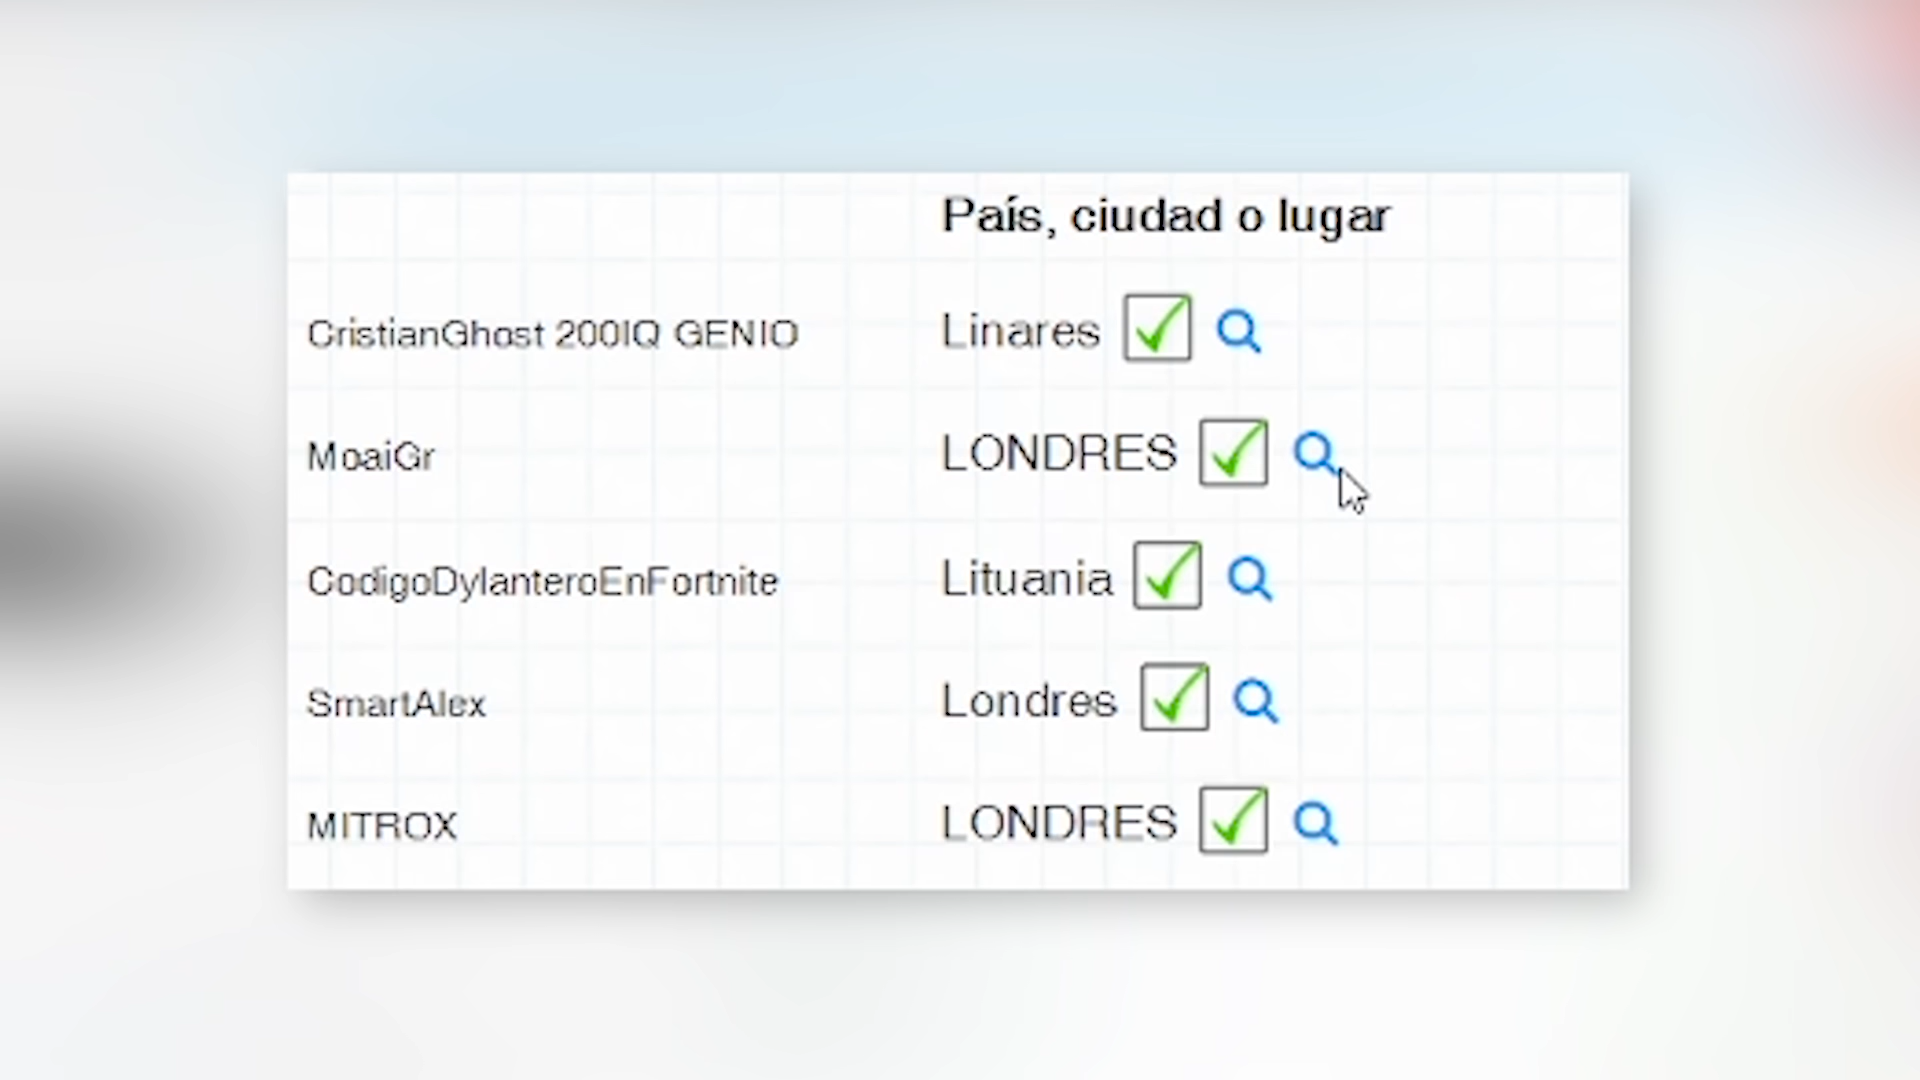 País, ciudad o lugar
CristianGhost 200IQ GENIO Linares
MoaiGr LONDRES
CodigoDylanteroEnFortnite Lituania
SmartAlex Londres
MITROX LONDRES